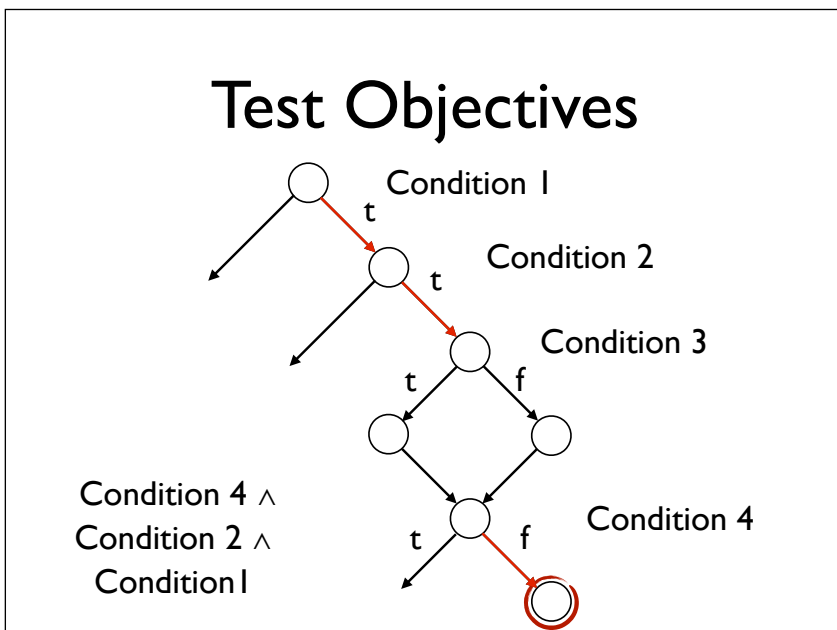 Test Objectives
Condition 1
t
Condition 2
t
Condition 3
t
f
Condition 4 ∧
Condition 2 ∧
Condition1
Condition 4
t
f